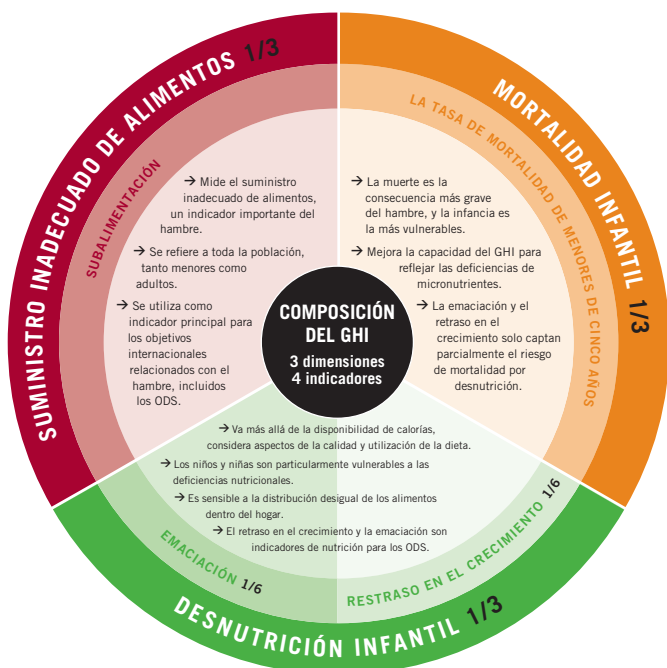 SUMINISTRO INADECUADO DE ALIMENTOS 1/3
SUBALIMENTACIÓN
→ Mide el suministro
inadecuado de alimentos,
un indicador importante del
hambre.
→ Se refiere a toda la población,
tanto menores como
adultos.
→ Se utiliza como
indicador principal para
los objetivos
internacionales
relacionados con el
hambre, incluidos
los ODS.
MORTALIDAD INFANTIL 1/3
LA TASA DE MORTALIDAD DE MENORES DE CINCO AÑOS
→ La muerte es la
consecuencia más grave
del hambre, y la infancia es
la más vulnerables.
→ Mejora la capacidad del GHI para
reflejar las deficiencias de
micronutrientes.
→ La emaciación y el
retraso en el
crecimiento solo captan
parcialmente el riesgo
de mortalidad por
desnutrición.
COMPOSICIÓN
DEL GHI
3 dimensiones
4 indicadores
→ Va más allá de la disponibilidad de calorías,
considera aspectos de la calidad y utilización de la dieta.
→ Los niños y niñas son particularmente vulnerables a las
deficiencias nutricionales.
→ Es sensible a la distribución desigual de los alimentos
dentro del hogar.
→ El retraso en el crecimiento y la emaciación son
indicadores de nutrición para los ODS.
EMACIACIÓN 1/6
RESTRASO EN EL CRECIMIENTO 1/6
DESNUTRICIÓN INFANTIL 1/3